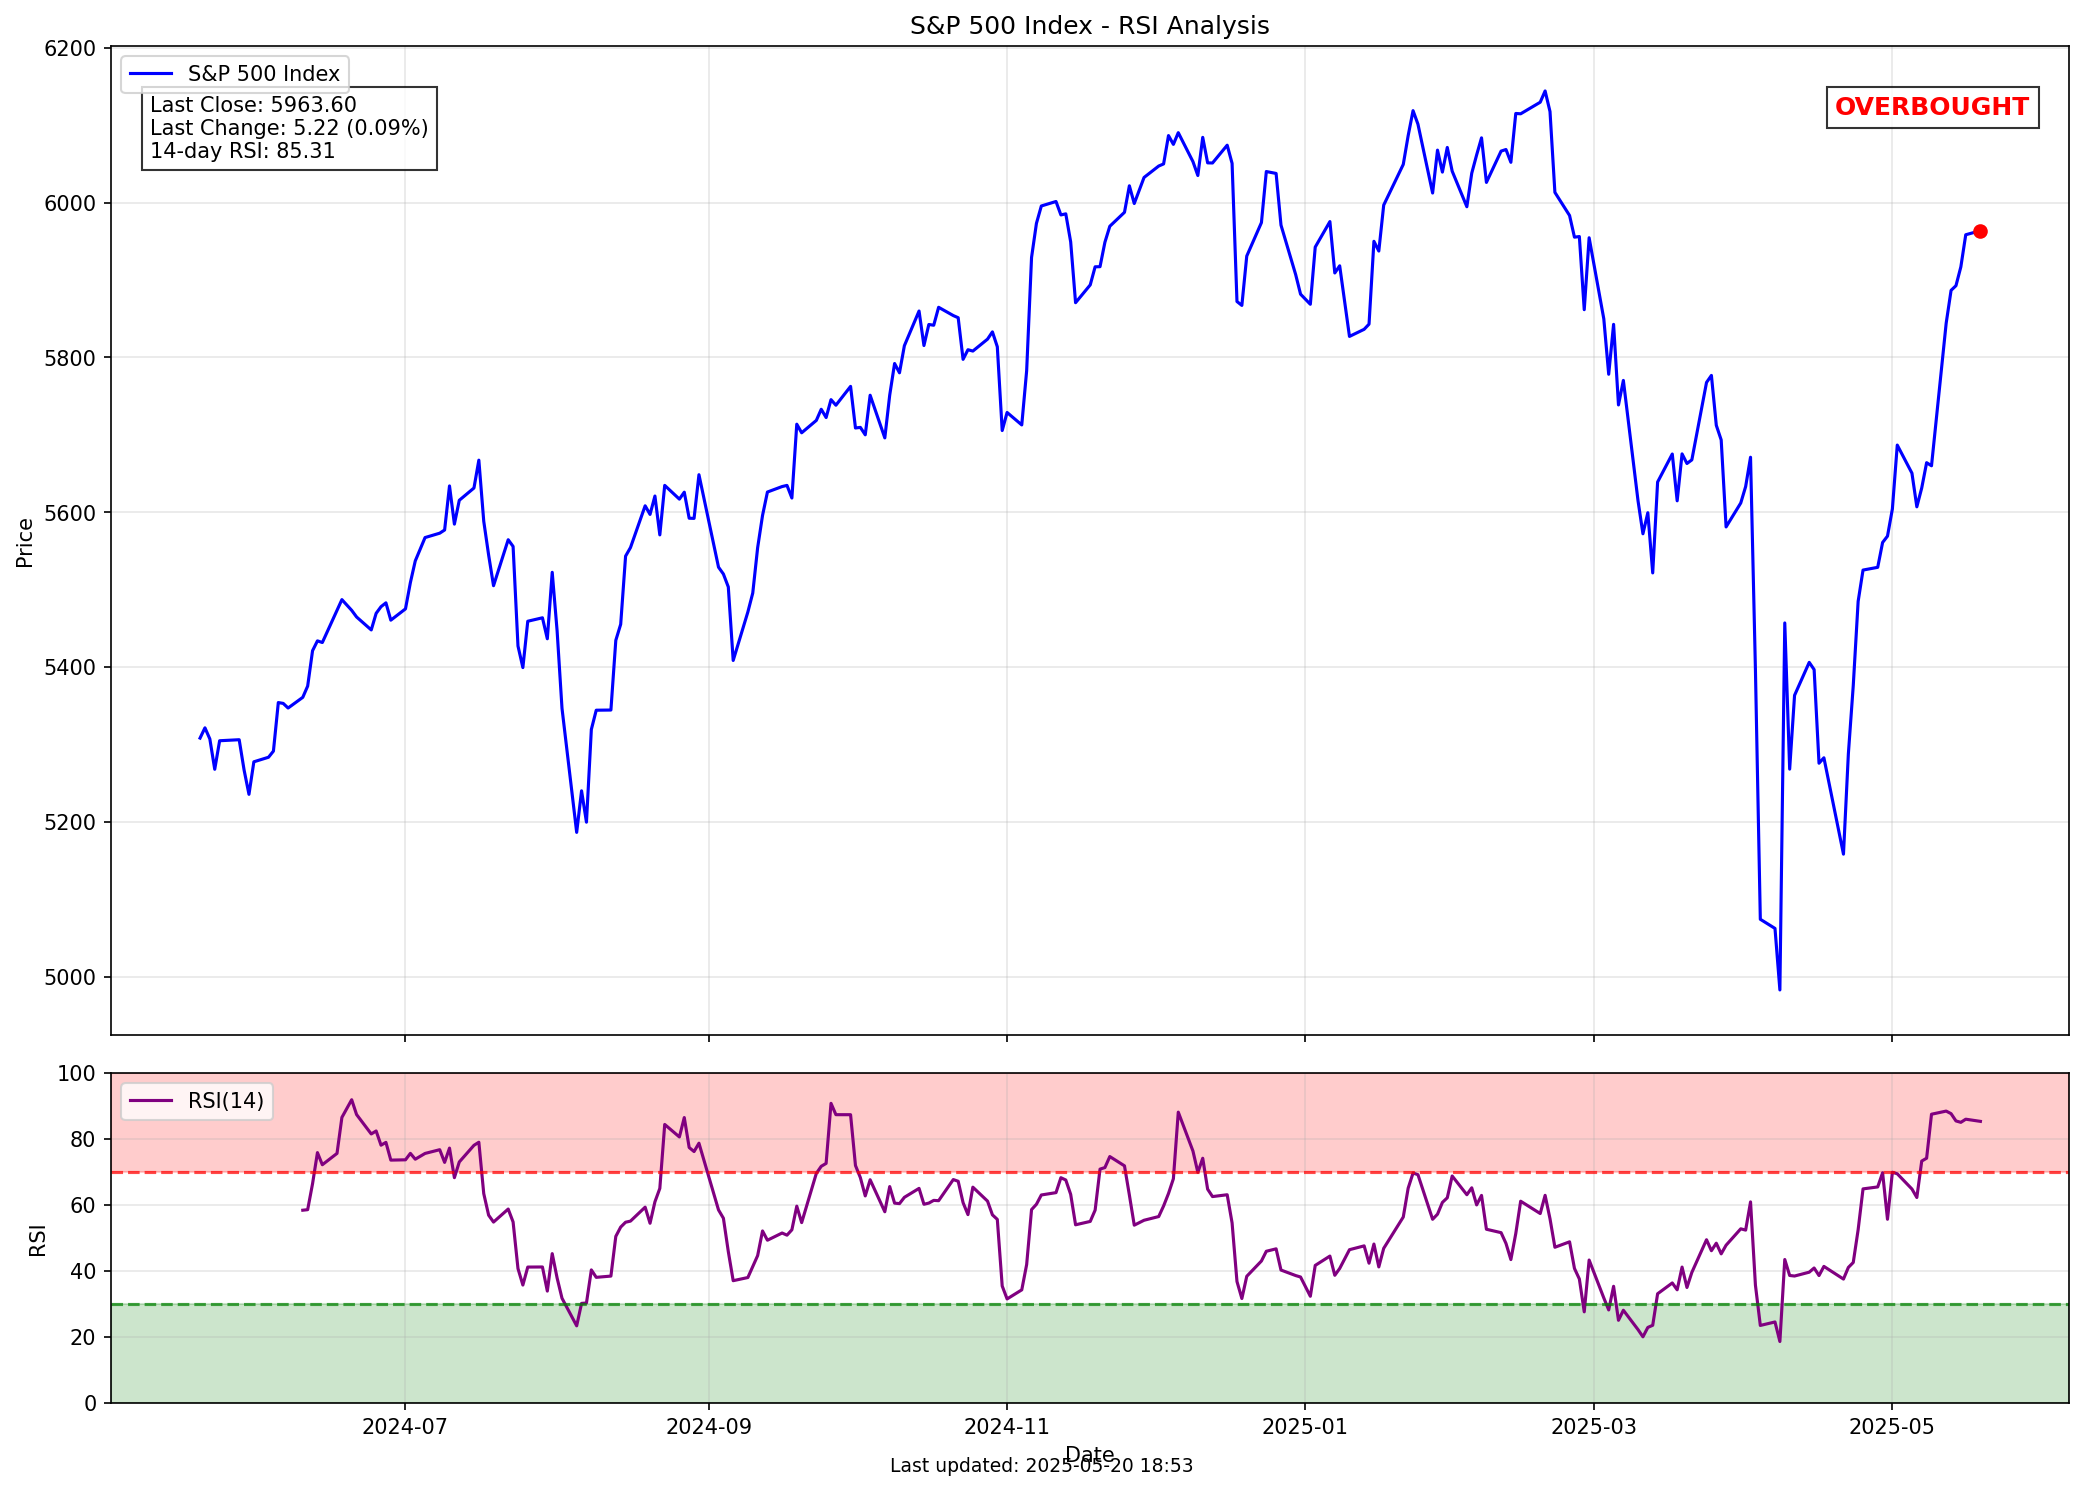 S&P 500 Index - RSI Analysis
S&P 500 Index
Last Close: 5963.60
Last Change: 5.22 (0.09%)
14-day RSI: 85.31
OVERBOUGHT
Price
6200
6000
5800
5600
5400
5200
5000
RSI(14)
RSI
100
80
60
40
20
0
2024-07
2024-09
2024-11
2025-01
2025-03
2025-05
Date
Last updated: 2025-05-20 18:53